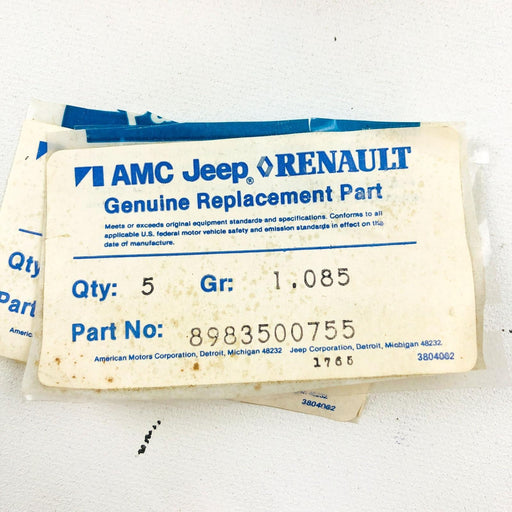 AMC Jeep® RENAULT
Genuine Replacement Part
Meets or exceeds original equipment standards and specifications. Conforms to all
applicable U.S. federal motor vehicle safety and emission standards in effect on the
date of manufacture.
Qty: 5 Gr: 1.085
Part No: 8983500755
American Motors Corporation, Detroit, Michigan 48232 Jeep Corporation, Detroit, Michigan 48232
1765 3804062
Qty
Part
Americ
3804062